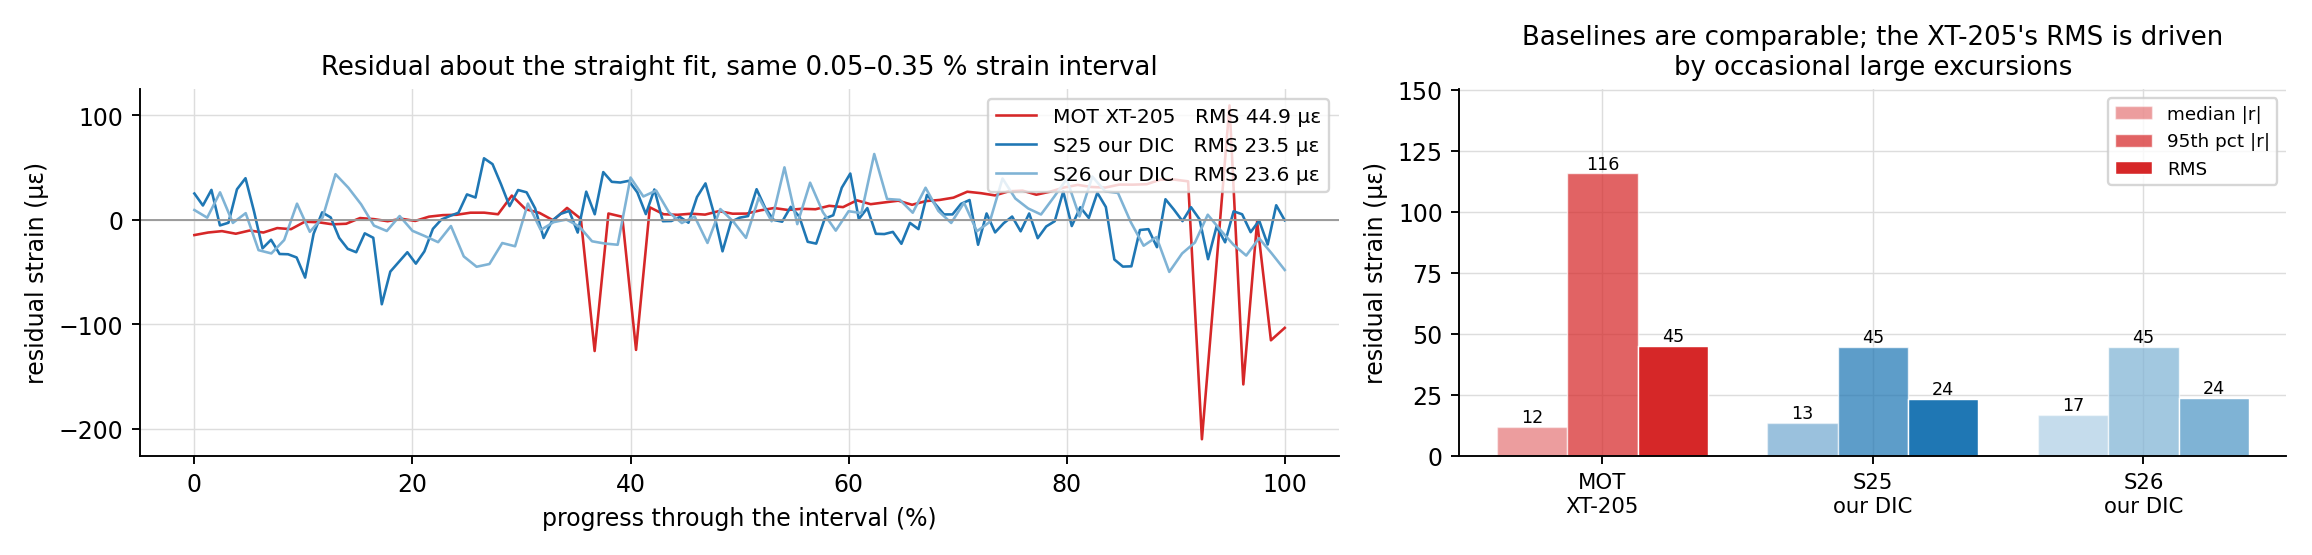 Residual about the straight fit, same 0.05–0.35 % strain interval
residual strain (µε)
100
0
−100
−200
MOT XT-205 RMS 44.9 µε
S25 our DIC RMS 23.5 µε
S26 our DIC RMS 23.6 µε
0 20 40 60 80 100
progress through the interval (%)
Baselines are comparable; the XT-205's RMS is driven
by occasional large excursions
residual strain (µε)
150
125
100
75
50
25
0
median |r|
95th pct |r|
RMS
12 116 45
13 45 24
17 45 24
MOT
XT-205
S25
our DIC
S26
our DIC